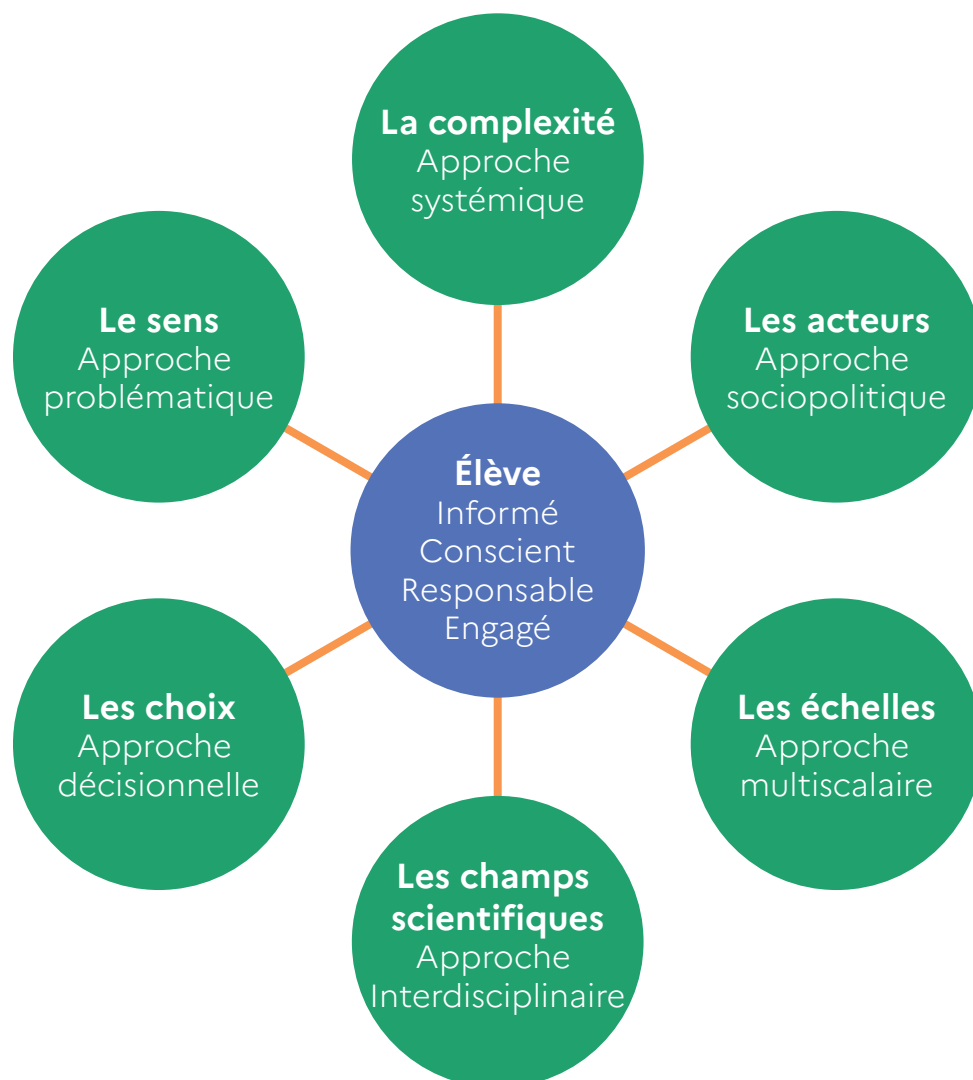 La complexité
Approche
systémique
Le sens
Approche
problématique
Les acteurs
Approche
sociopolitique
Élève
Informé
Conscient
Responsable
Engagé
Les choix
Approche
décisionnelle
Les échelles
Approche
multiscalaire
Les champs
scientifiques
Approche
Interdisciplinaire